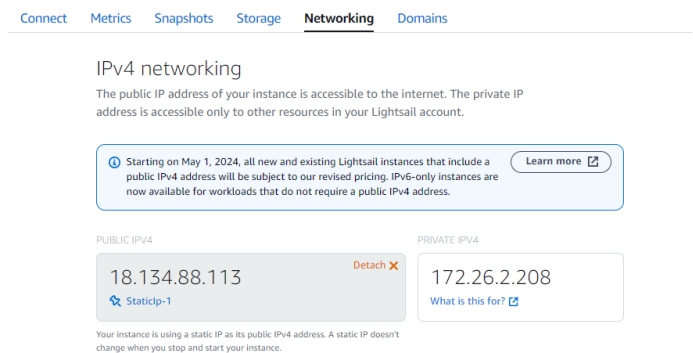 Connect Metrics Snapshots Storage Networking Domains
IPv4 networking
The public IP address of your instance is accessible to the internet. The private IP
address is accessible only to other resources in your Lightsail account.
Starting on May 1, 2024, all new and existing Lightsail instances that include a
public IPv4 address will be subject to our revised pricing. IPv6-only instances are
now available for workloads that do not require a public IPv4 address.
Learn more
PUBLIC IPV4
Detach
18.134.88.113
StaticIp-1
Your instance is using a static IP as its public IPv4 address. A static IP doesn't
change when you stop and start your instance.
PRIVATE IPV4
172.26.2.208
What is this for?